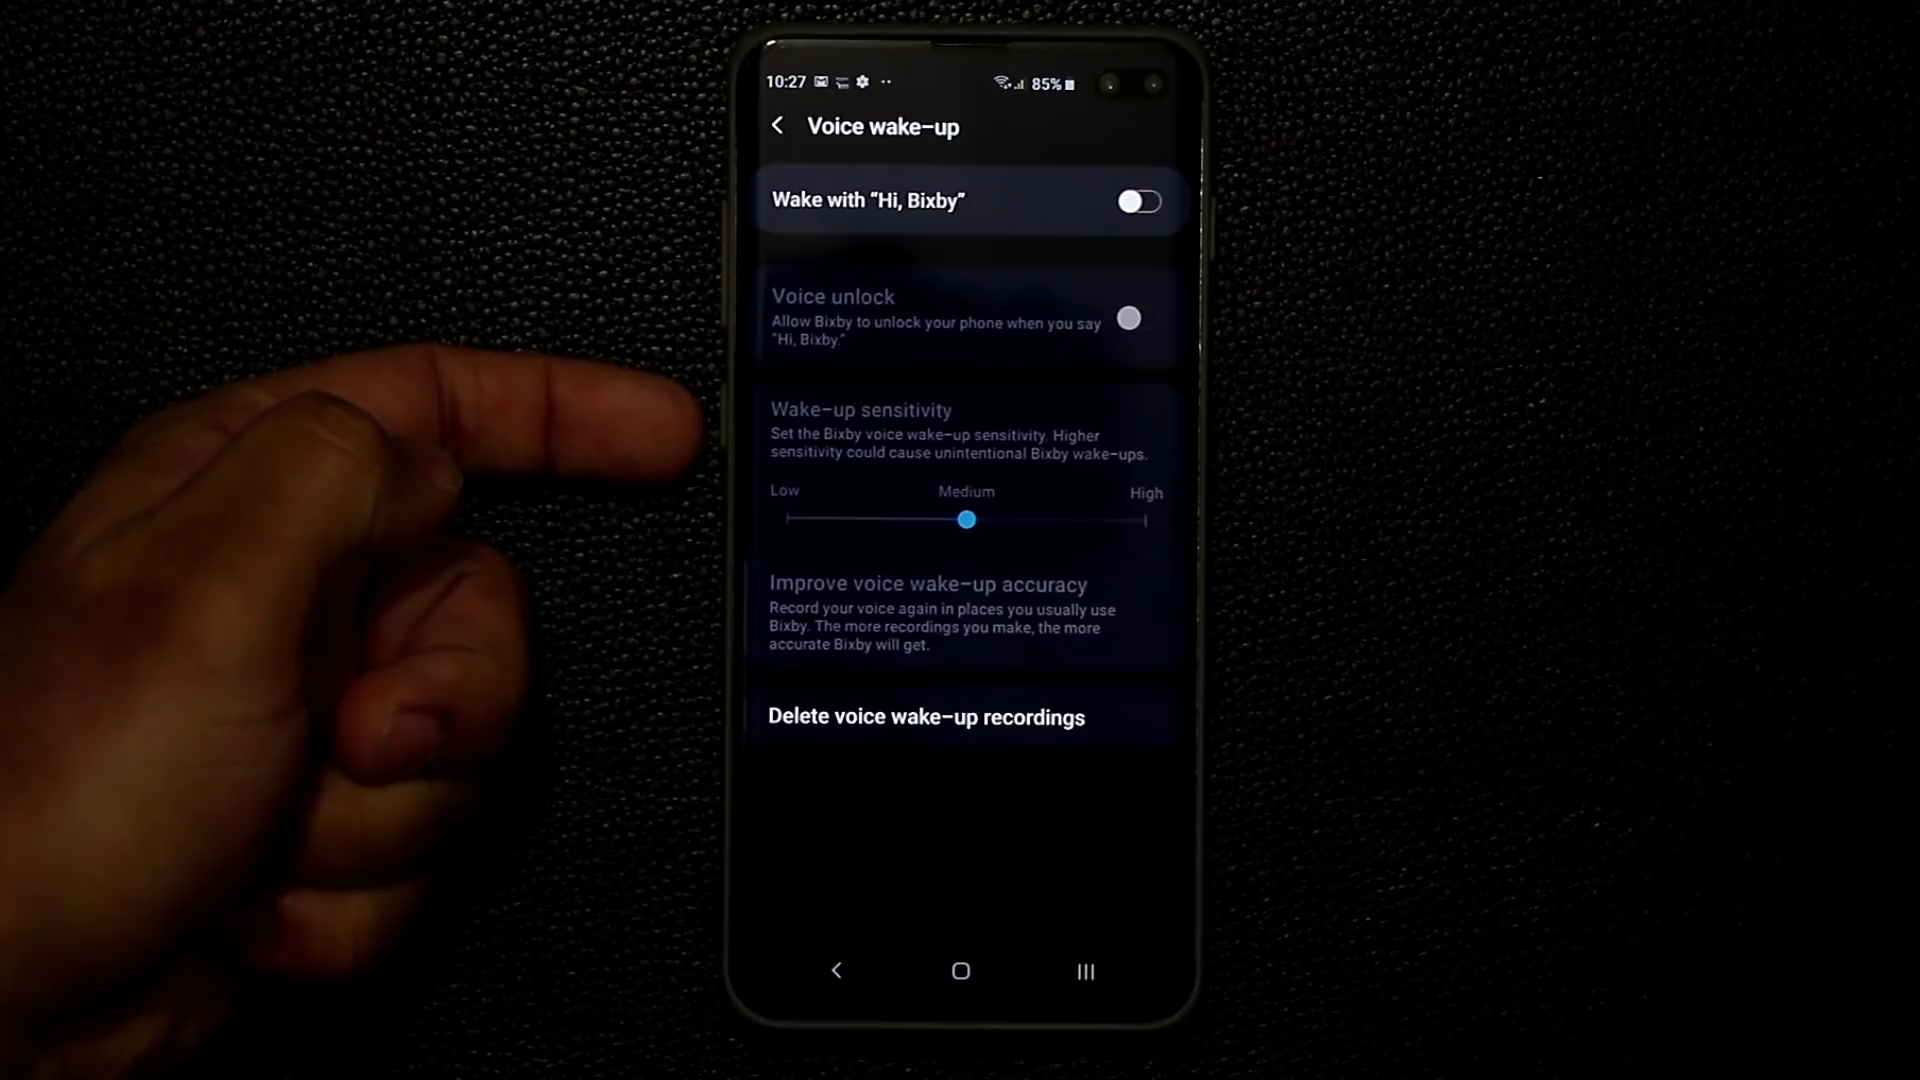 10:27
85%
Voice wake-up
Wake with “Hi, Bixby”
Voice unlock
Allow Bixby to unlock your phone when you say
“Hi, Bixby.”
Wake-up sensitivity
Set the Bixby voice wake-up sensitivity. Higher
sensitivity could cause unintentional Bixby wake-ups.
Low Medium High
Improve voice wake-up accuracy
Record your voice again in places you usually use
Bixby. The more recordings you make, the more
accurate Bixby will get.
Delete voice wake-up recordings